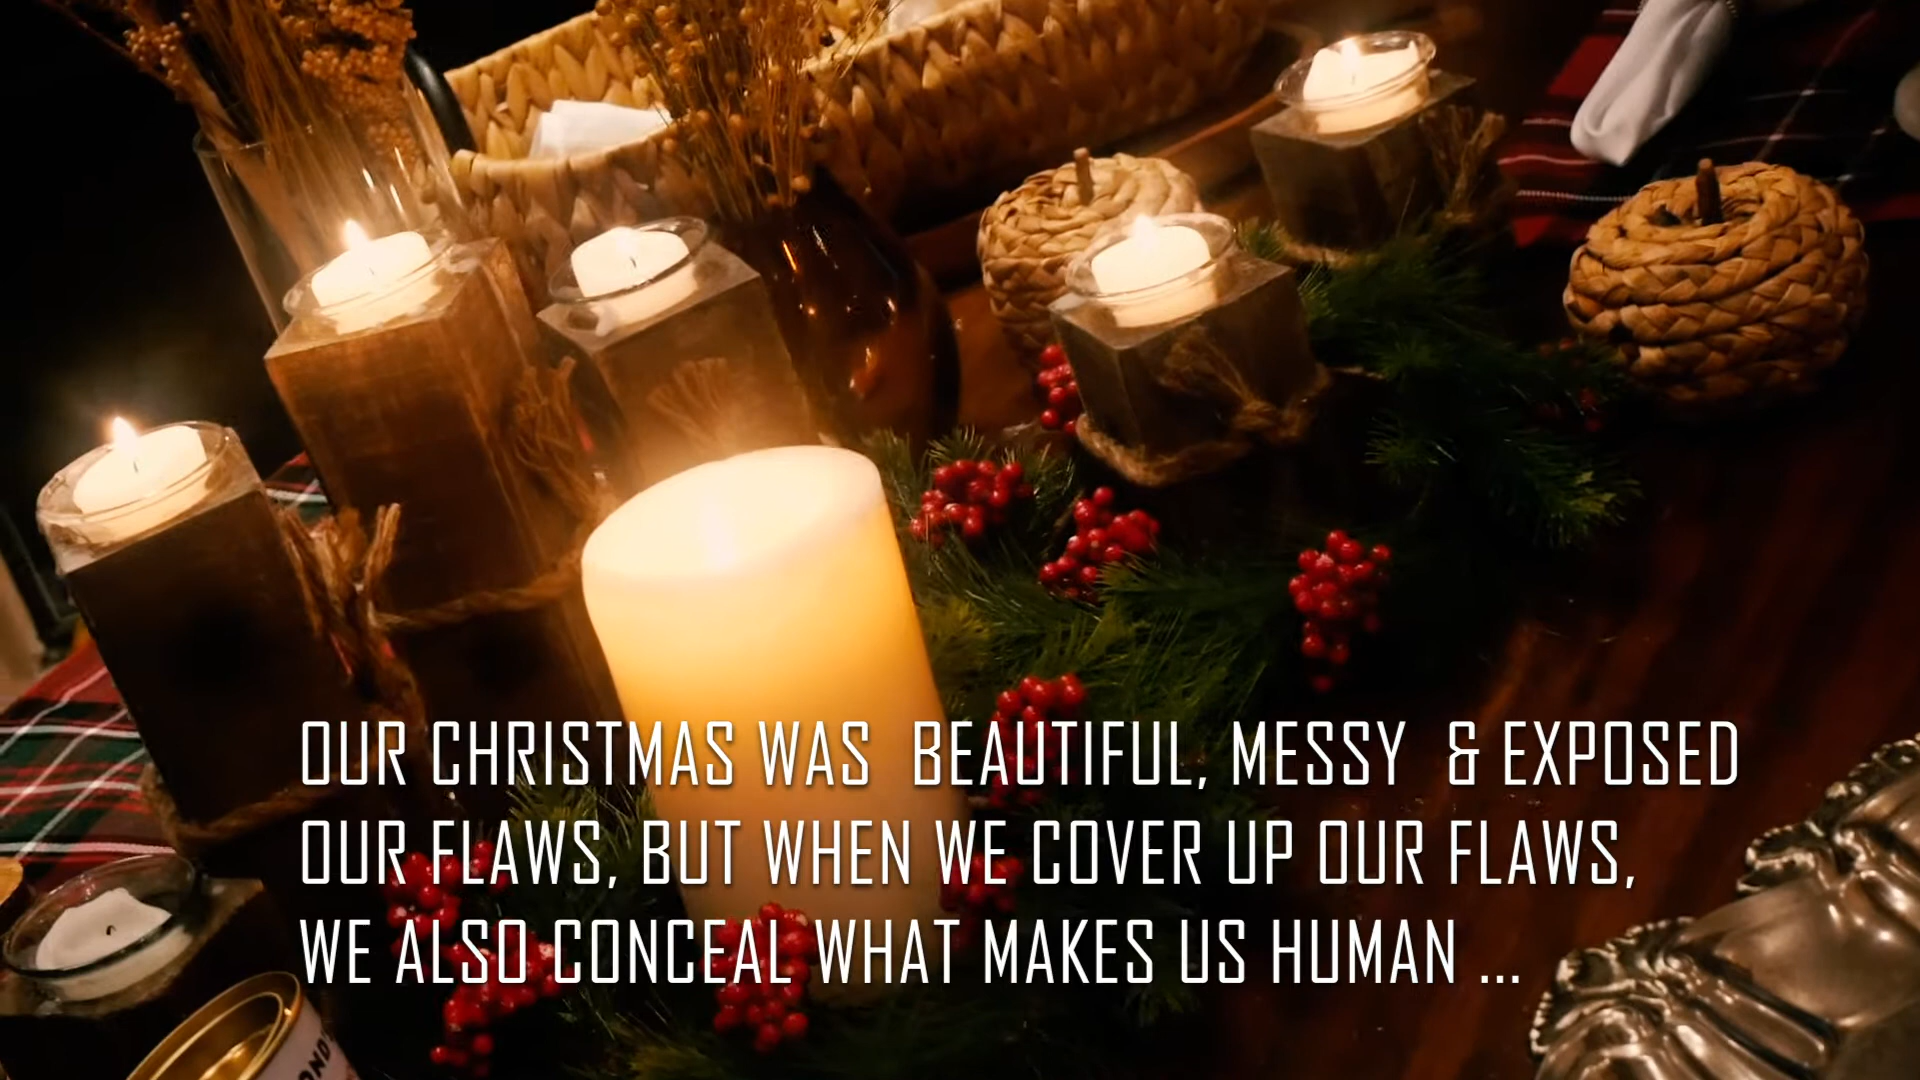 OUR CHRISTMAS WAS  BEAUTIFUL, MESSY  & EXPOSED
OUR FLAWS, BUT WHEN WE COVER UP OUR FLAWS,
WE ALSO CONCEAL WHAT MAKES US HUMAN ...